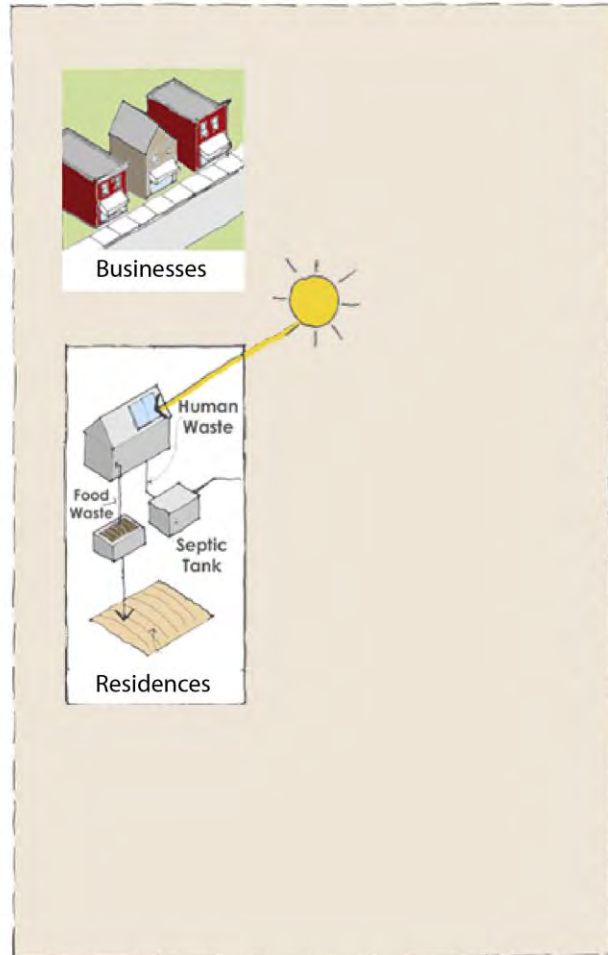 Businesses
Human
Waste
Food
Waste
Septic
Tank
Residences